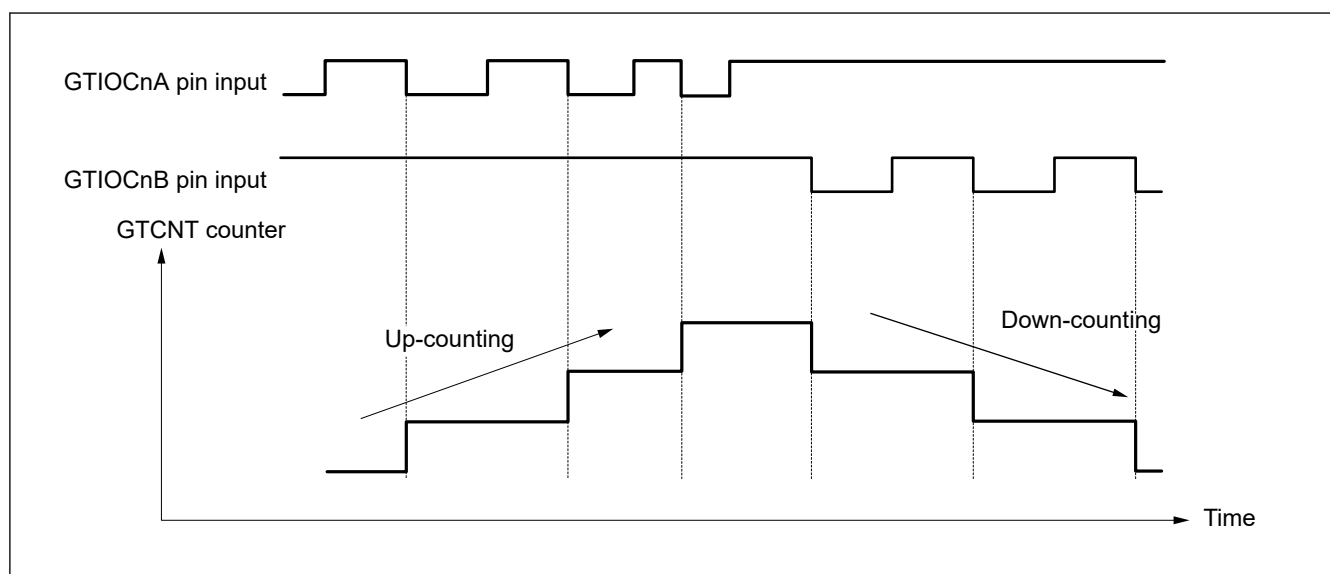 GTIOCnA pin input
GTIOCnB pin input
GTCNT counter
Up-counting
Down-counting
Time